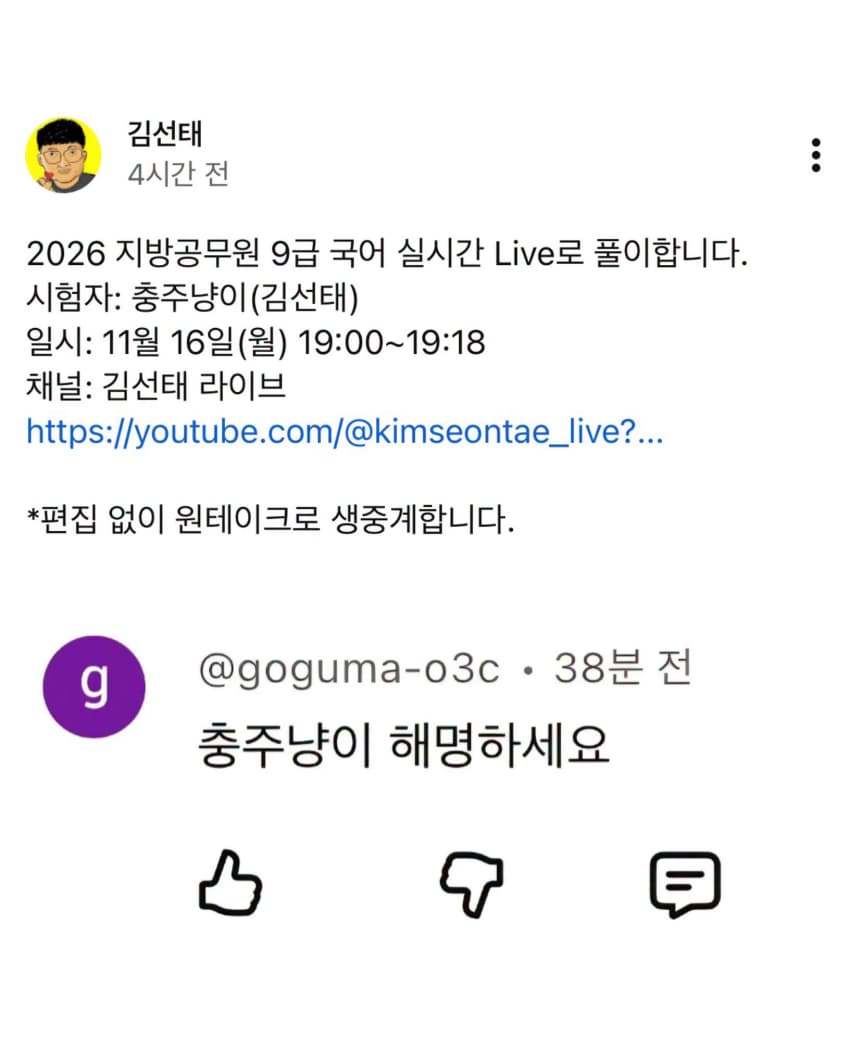 김선태
4시간 전
2026 지방공무원 9급 국어 실시간 Live로 풀이합니다.
시험자: 충주냥이(김선태)
일시: 11월 16일(월) 19:00~19:18
채널: 김선태 라이브
https://youtube.com/@kimseontae_live?...
*편집 없이 원테이크로 생중계합니다.
g
@goguma-o3c • 38분 전
충주냥이 해명하세요